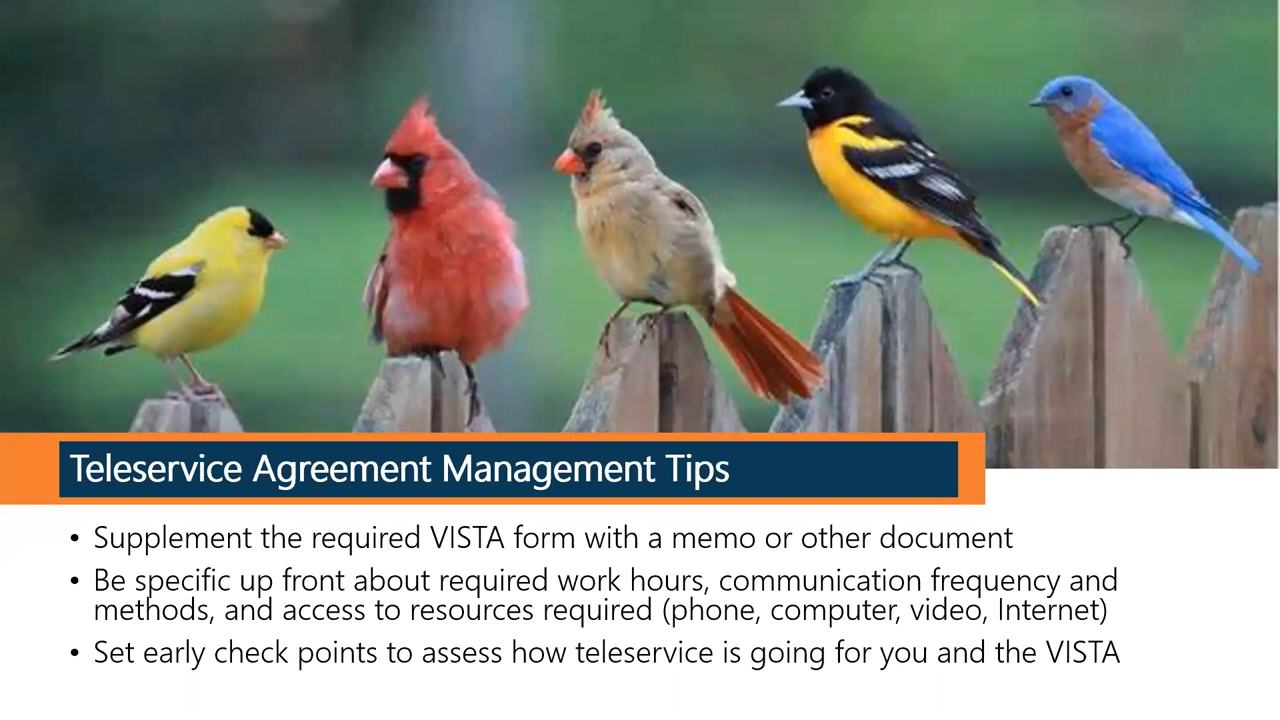 Teleservice Agreement Management Tips
• Supplement the required VISTA form with a memo or other document
• Be specific up front about required work hours, communication frequency and
methods, and access to resources required (phone, computer, video, Internet)
• Set early check points to assess how teleservice is going for you and the VISTA